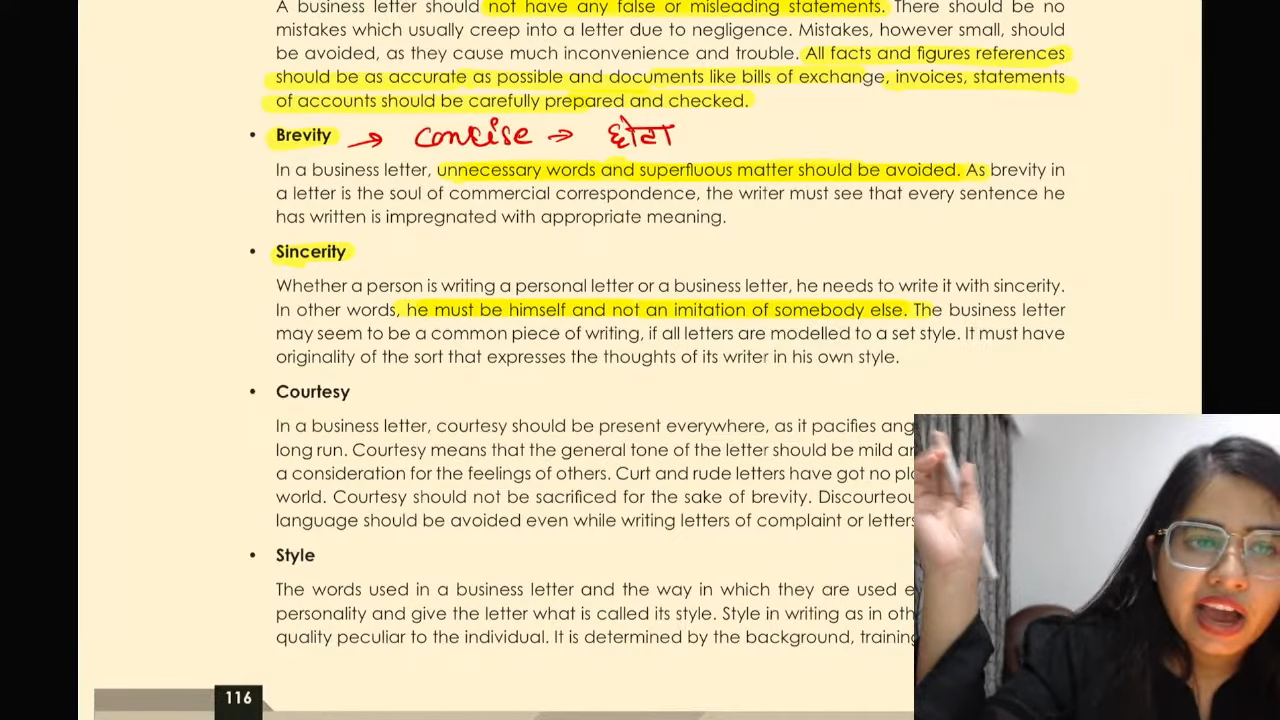 A business letter should not have any false or misleading statements. There should be no
mistakes which usually creep into a letter due to negligence. Mistakes, however small, should
be avoided, as they cause much inconvenience and trouble. All facts and figures references
should be as accurate as possible and documents like bills of exchange, invoices, statements
of accounts should be carefully prepared and checked.
• Brevity → concise → छोटा
In a business letter, unnecessary words and superfluous matter should be avoided. As brevity in
a letter is the soul of commercial correspondence, the writer must see that every sentence he
has written is impregnated with appropriate meaning.
• Sincerity
Whether a person is writing a personal letter or a business letter, he needs to write it with sincerity.
In other words, he must be himself and not an imitation of somebody else. The business letter
may seem to be a common piece of writing, if all letters are modelled to a set style. It must have
originality of the sort that expresses the thoughts of its writer in his own style.
• Courtesy
In a business letter, courtesy should be present everywhere, as it pacifies
long run. Courtesy means that the general tone of the letter should be mild
a consideration for the feelings of others. Curt and rude letters have got no
world. Courtesy should not be sacrificed for the sake of brevity.
language should be avoided even while writing letters of complaint or letters
• Style
The words used in a business letter and the way in which they are used
personality and give the letter what is called its style. Style in writing as in
quality peculiar to the individual. It is determined by the background, training
116